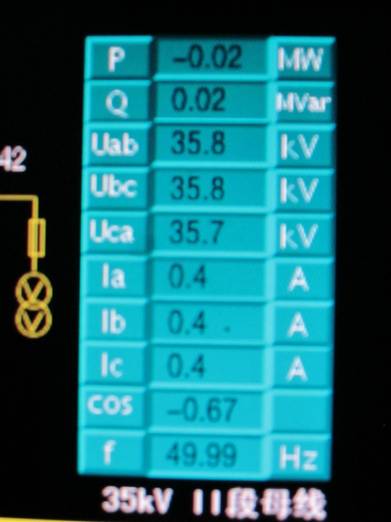 P -0.02 MW
Q 0.02 MVar
42
Uab 35.8 kV
Ubc 35.8 kV
Uca 35.7 kV
Ia 0.4 A
Ib 0.4 A
Ic 0.4 A
cos -0.67
f 49.99 Hz
35kV II段母线